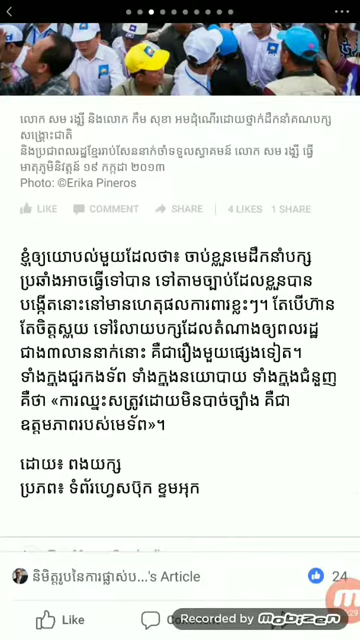 លោក សម រង្ស៊ី និងលោក កឹម សុខា អមដំណើរដោយថ្នាក់ដឹកនាំគណបក្ស
សង្គ្រោះជាតិ
និងប្រជាពលរដ្ឋខ្មែររាប់សែននាក់ចាំទទួលស្វាគមន៍ លោក សម រង្ស៊ី ធ្វើ
មាតុភូមិនិវត្តន៍ ១៩ កក្កដា ២០១៣
Photo: ©Erika Pineros
LIKE COMMENT SHARE 4 LIKES 1 SHARE
ខ្ញុំឲ្យយោបល់មួយដែលថា៖ ចាប់ខ្លួនមេដឹកនាំបក្ស
ប្រឆាំងអាចធ្វើទៅបាន ទៅតាមច្បាប់ដែលខ្លួនបាន
បង្កើតនោះនៅមានហេតុផលការពារខ្លះៗ។ តែបើហ៊ាន
តែចិត្តស្លុយ ទៅរំលាយបក្សដែលតំណាងឲ្យពលរដ្ឋ
ជាង៣លាននាក់នោះ គឺជារឿងមួយផ្សេងទៀត។
ទាំងក្នុងជួរកងទ័ព ទាំងក្នុងនយោបាយ ទាំងក្នុងជំនួញ
គឺថា «ការឈ្នះសត្រូវដោយមិនបាច់ច្បាំង គឺជា
ឧត្តមភាពរបស់មេទ័ព»។
ដោយ៖ ពងយក្ស
ប្រភព៖ ទំព័រហ្វេសប៊ុក ខ្ទមអុក
និមិត្តរូបនៃការផ្លាស់ប...'s Article 24
Like
Recorded by MOBIZEN